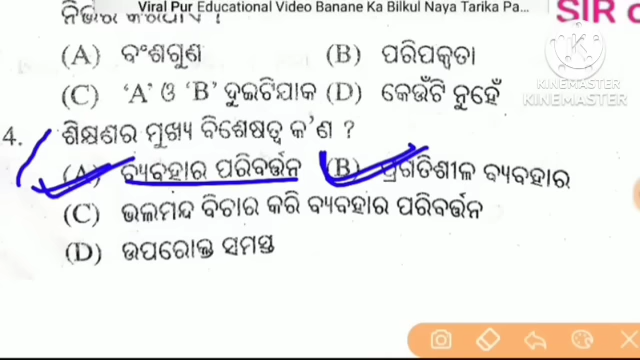 Viral Pur Educational Video Banane Ka Bilkul Naya Tarika Pa...
SIR
(A) ବଂଶଗୁଣ (B) ପରିପକ୍ୱତା
(C) ‘A’ ଓ ‘B’ ଦୁଇଟିଯାକ (D) କେଉଁଟି ନୁହେଁ
4. ଶିକ୍ଷଣର ମୁଖ୍ୟ ବିଶେଷତ୍ୱ କ’ଣ ?
(A) ବ୍ୟବହାର ପରିବର୍ତ୍ତନ (B) ପ୍ରଗତିଶୀଳ ବ୍ୟବହାର
(C) ଭଲମନ୍ଦ ବିଚାର କରି ବ୍ୟବହାର ପରିବର୍ତ୍ତନ
(D) ଉପରୋକ୍ତ ସମସ୍ତ
KINEMASTER
KINEMASTER